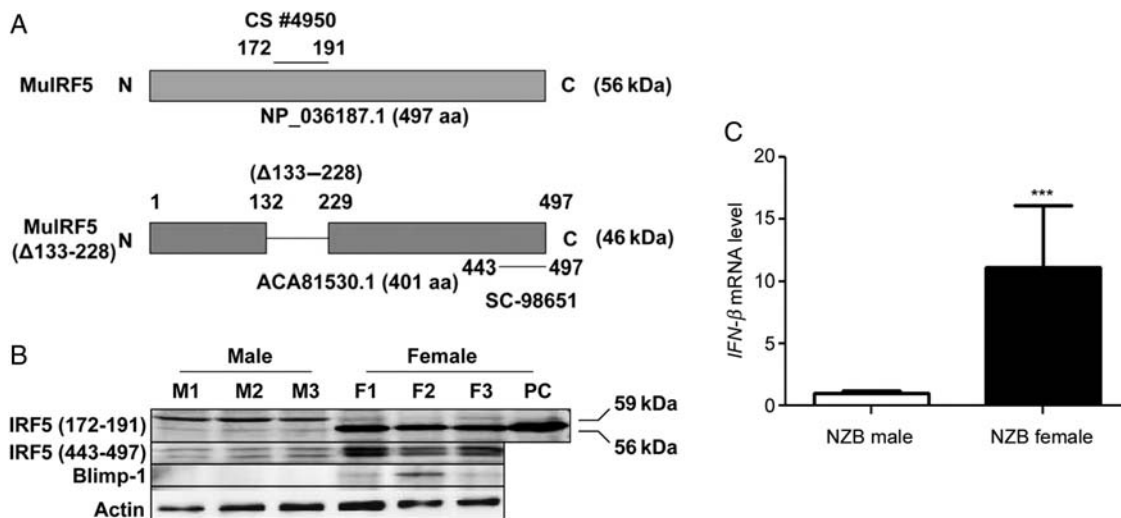 A
CS #4950
172 191
MuIRF5 N C (56 kDa)
NP_036187.1 (497 aa)
(Δ133–228)
1 132 229 497
MuIRF5 (Δ133-228) N C (46 kDa)
443 497
ACA81530.1 (401 aa)
SC-98651
B
Male Female
M1 M2 M3 F1 F2 F3 PC
IRF5 (172-191) 59 kDa
56 kDa
IRF5 (443-497)
Blimp-1
Actin
C
IFN-β mRNA level
20
15
10
5
0
***
NZB male NZB female